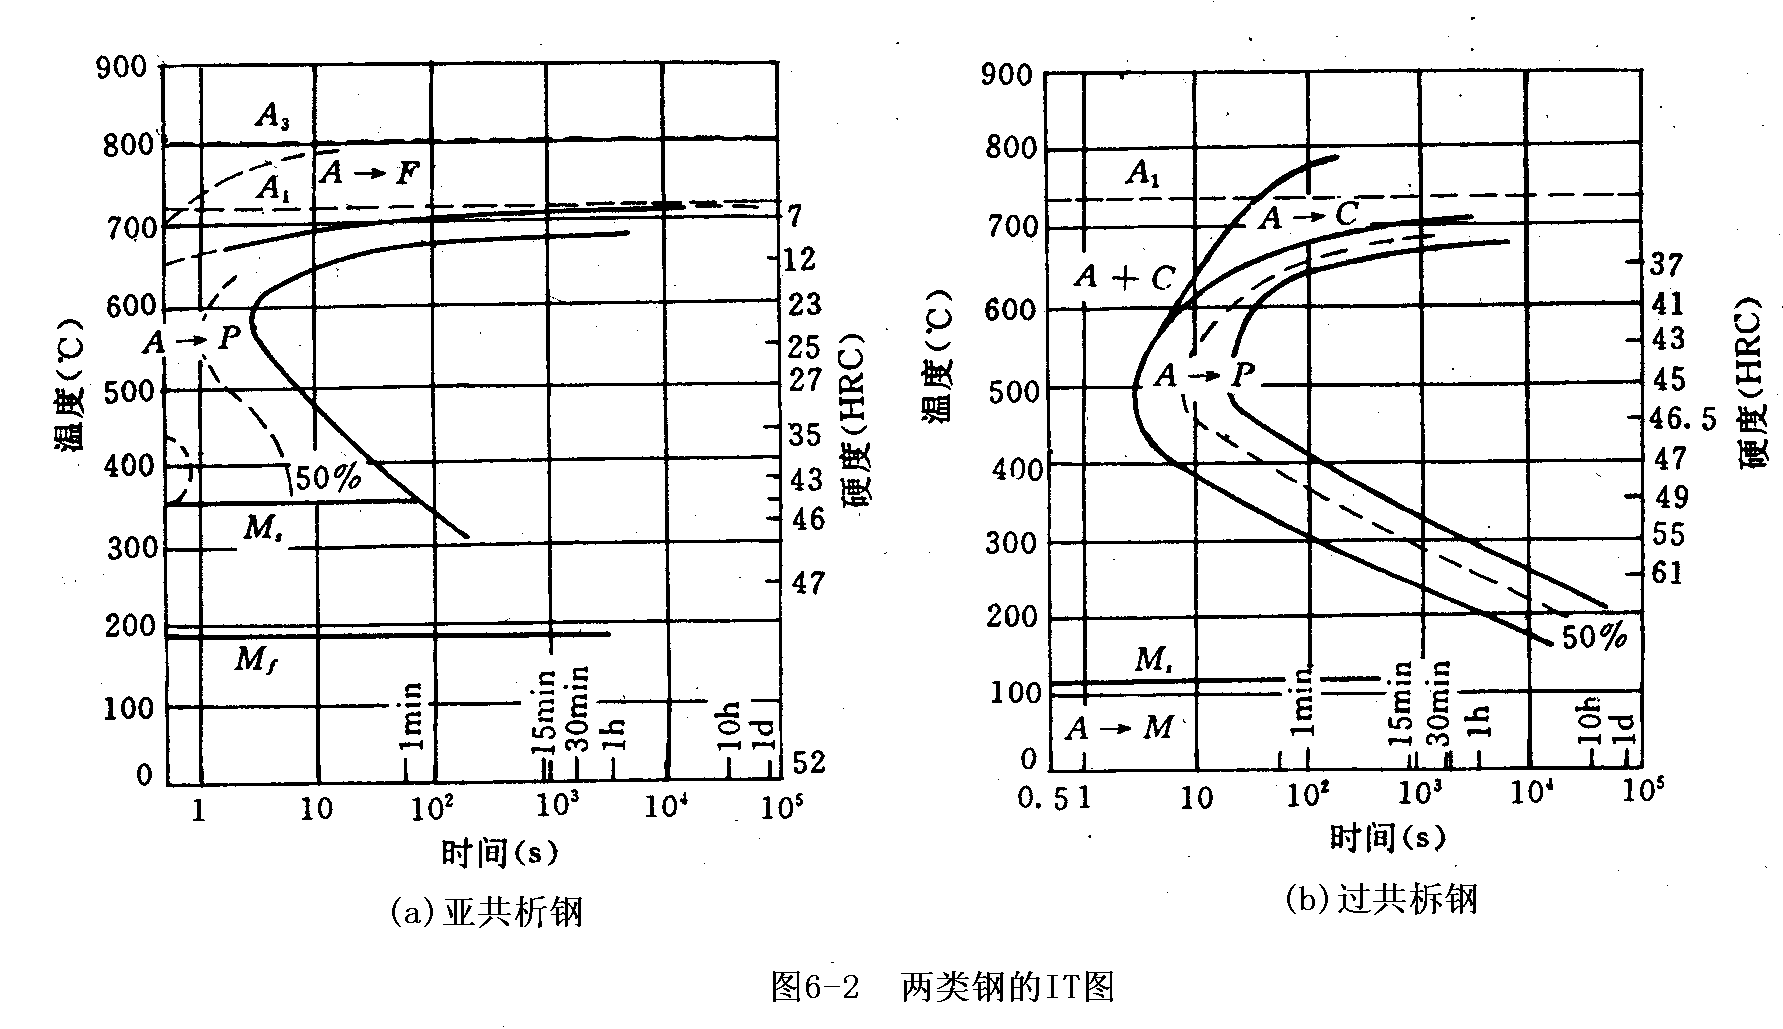 900
800
700
600
500
400
300
200
100
0
温度(℃)
A₃
A → F
A₁
A → P
50%
Mₛ
M𝒻
1min
15min
30min
1h
10h
1d
7
12
23
25
27
35
43
46
47
52
硬度(HRC)
1 10 10² 10³ 10⁴ 10⁵
时间(s)
(a)亚共析钢
900
800
700
600
500
400
300
200
100
0
温度(℃)
A₁
A → C
A + C
A → P
50%
Mₛ
A → M
1min
15min
30min
1h
10h
1d
37
41
43
45
46.5
47
49
55
61
硬度(HRC)
0.5 1 10 10² 10³ 10⁴ 10⁵
时间(s)
(b)过共析钢
图6-2 两类钢的IT图